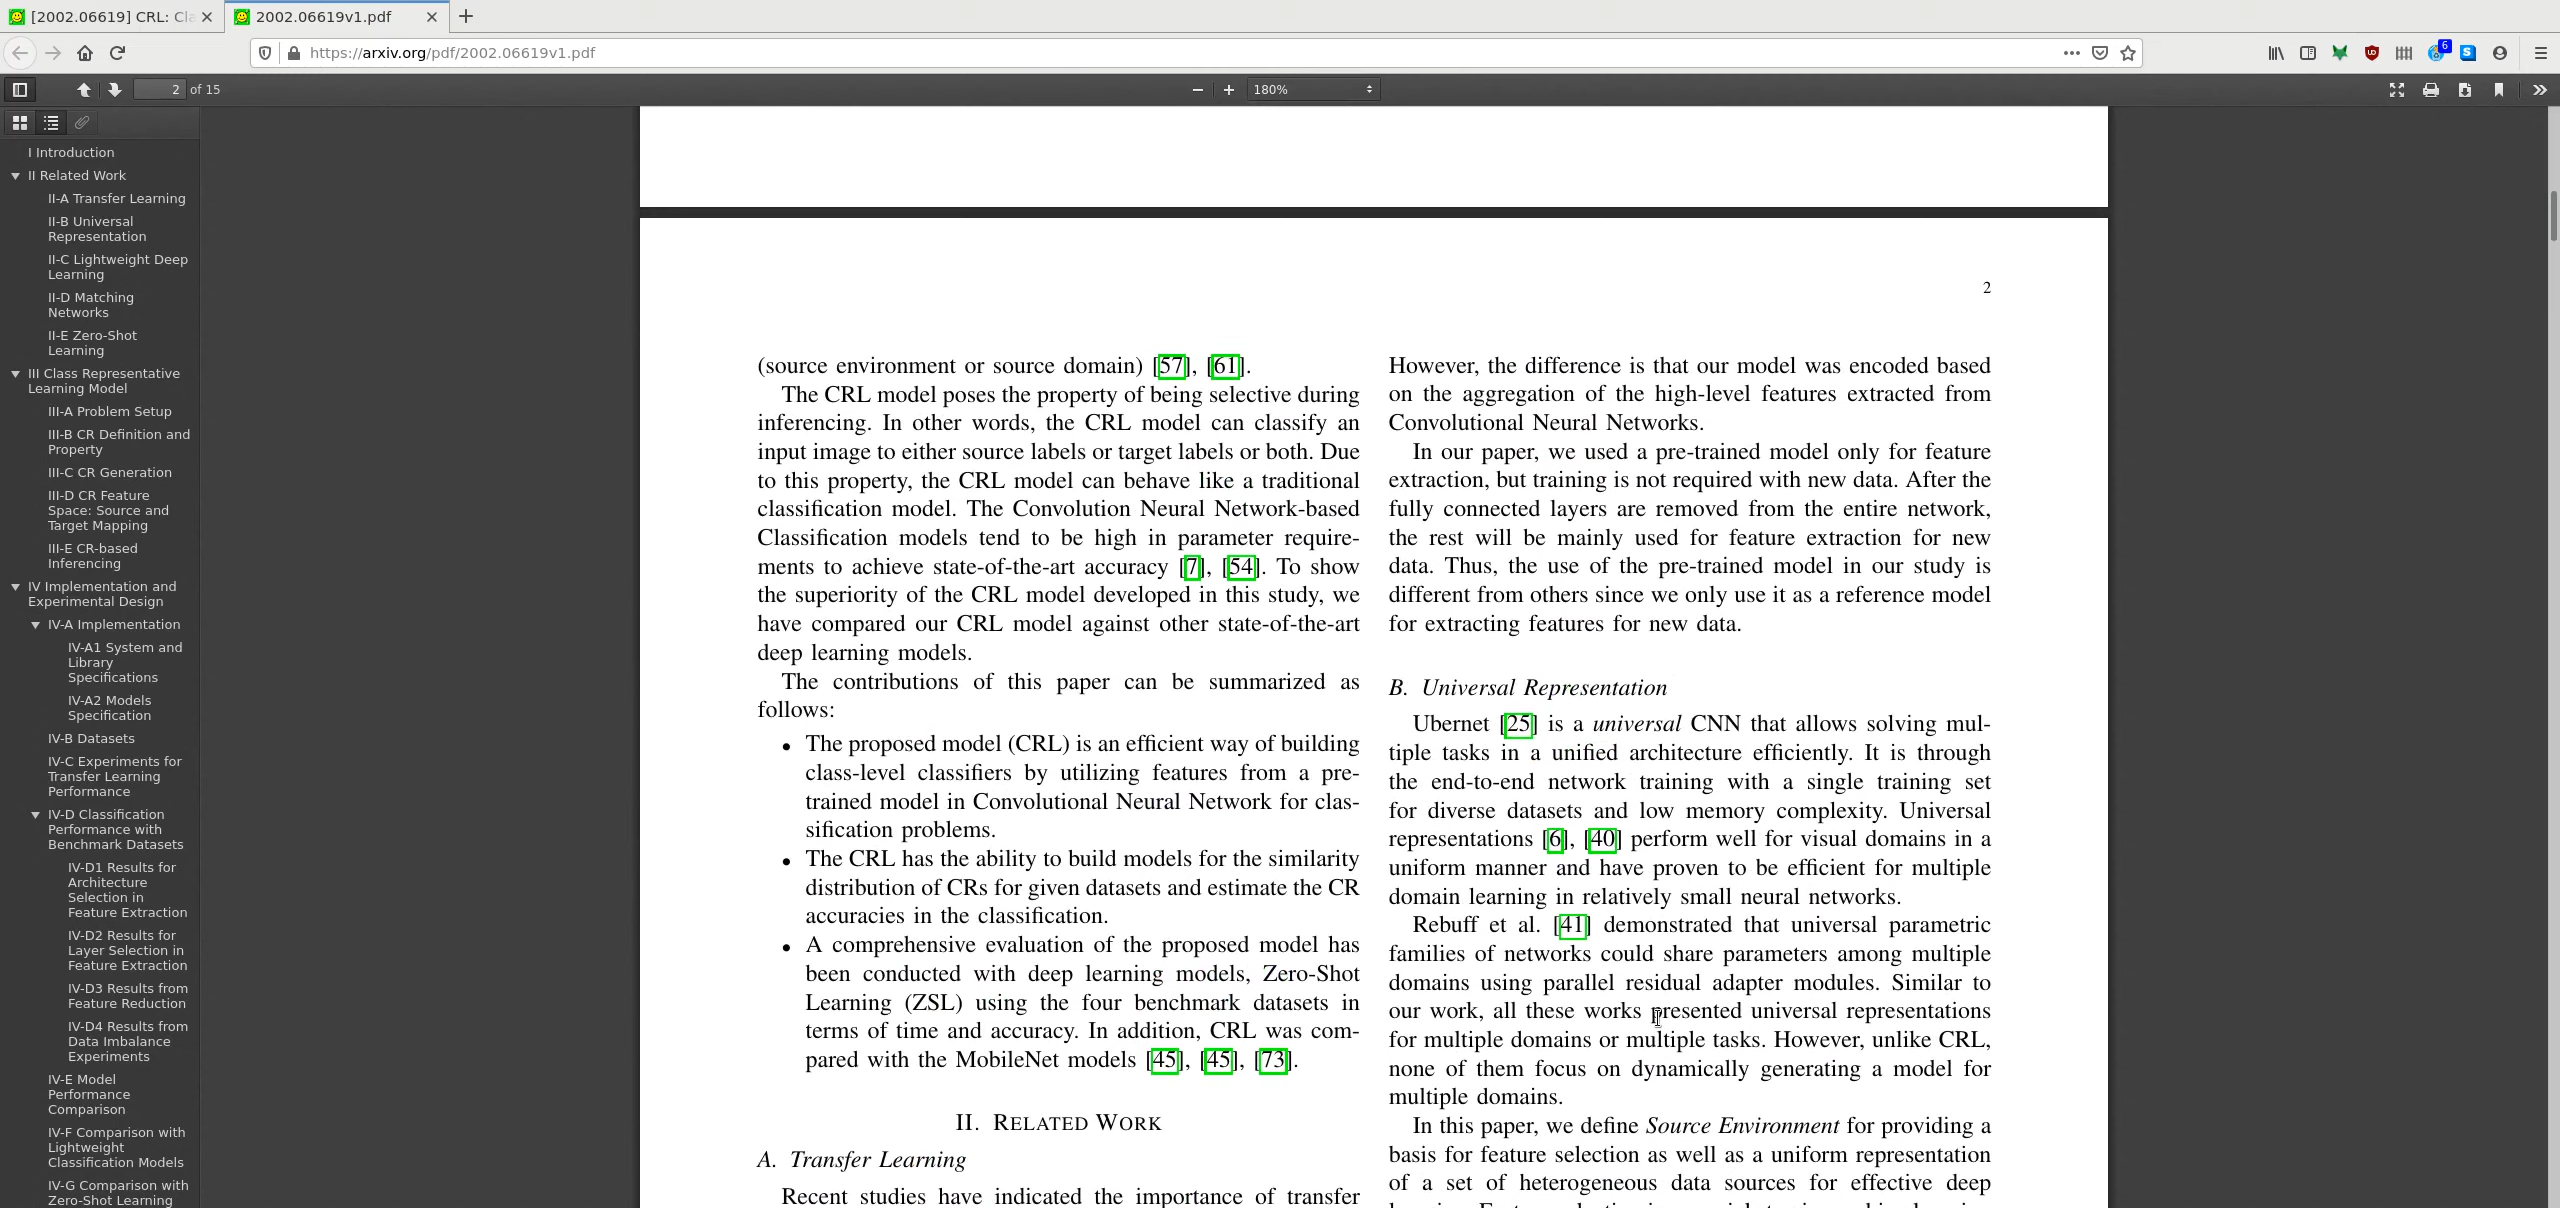 [2002.06619] CRL: Cla
2002.06619v1.pdf
https://arxiv.org/pdf/2002.06619v1.pdf
6
2 of 15
180%
I Introduction
II Related Work
II-A Transfer Learning
II-B Universal
Representation
II-C Lightweight Deep
Learning
II-D Matching
Networks
II-E Zero-Shot
Learning
III Class Representative
Learning Model
III-A Problem Setup
III-B CR Definition and
Property
III-C CR Generation
III-D CR Feature
Space: Source and
Target Mapping
III-E CR-based
Inferencing
IV Implementation and
Experimental Design
IV-A Implementation
IV-A1 System and
Library
Specifications
IV-A2 Models
Specification
IV-B Datasets
IV-C Experiments for
Transfer Learning
Performance
IV-D Classification
Performance with
Benchmark Datasets
IV-D1 Results for
Architecture
Selection in
Feature Extraction
IV-D2 Results for
Layer Selection in
Feature Extraction
IV-D3 Results from
Feature Reduction
IV-D4 Results from
Data Imbalance
Experiments
IV-E Model
Performance
Comparison
IV-F Comparison with
Lightweight
Classification Models
IV-G Comparison with
Zero-Shot Learning
2
(source environment or source domain) [57], [61].
The CRL model poses the property of being selective during
inferencing. In other words, the CRL model can classify an
input image to either source labels or target labels or both. Due
to this property, the CRL model can behave like a traditional
classification model. The Convolution Neural Network-based
Classification models tend to be high in parameter require-
ments to achieve state-of-the-art accuracy [7], [54]. To show
the superiority of the CRL model developed in this study, we
have compared our CRL model against other state-of-the-art
deep learning models.
The contributions of this paper can be summarized as
follows:
• The proposed model (CRL) is an efficient way of building
class-level classifiers by utilizing features from a pre-
trained model in Convolutional Neural Network for clas-
sification problems.
• The CRL has the ability to build models for the similarity
distribution of CRs for given datasets and estimate the CR
accuracies in the classification.
• A comprehensive evaluation of the proposed model has
been conducted with deep learning models, Zero-Shot
Learning (ZSL) using the four benchmark datasets in
terms of time and accuracy. In addition, CRL was com-
pared with the MobileNet models [45], [45], [73].
II. RELATED WORK
A. Transfer Learning
Recent studies have indicated the importance of transfer
However, the difference is that our model was encoded based
on the aggregation of the high-level features extracted from
Convolutional Neural Networks.
In our paper, we used a pre-trained model only for feature
extraction, but training is not required with new data. After the
fully connected layers are removed from the entire network,
the rest will be mainly used for feature extraction for new
data. Thus, the use of the pre-trained model in our study is
different from others since we only use it as a reference model
for extracting features for new data.
B. Universal Representation
Ubernet [25] is a universal CNN that allows solving mul-
tiple tasks in a unified architecture efficiently. It is through
the end-to-end network training with a single training set
for diverse datasets and low memory complexity. Universal
representations [6], [40] perform well for visual domains in a
uniform manner and have proven to be efficient for multiple
domain learning in relatively small neural networks.
Rebuff et al. [41] demonstrated that universal parametric
families of networks could share parameters among multiple
domains using parallel residual adapter modules. Similar to
our work, all these works presented universal representations
for multiple domains or multiple tasks. However, unlike CRL,
none of them focus on dynamically generating a model for
multiple domains.
In this paper, we define Source Environment for providing a
basis for feature selection as well as a uniform representation
of a set of heterogeneous data sources for effective deep